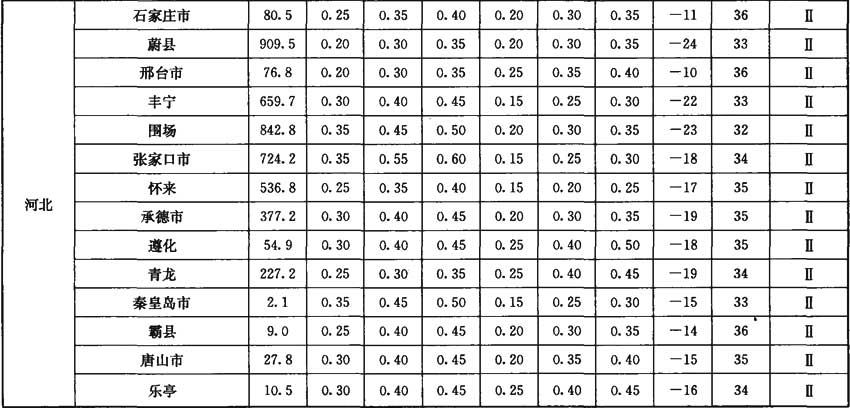 石家庄市 80.5 0.25 0.35 0.40 0.20 0.30 0.35 −11 36 Ⅱ
蔚县 909.5 0.20 0.30 0.35 0.20 0.30 0.35 −24 33 Ⅱ
邢台市 76.8 0.20 0.30 0.35 0.25 0.35 0.40 −10 36 Ⅱ
丰宁 659.7 0.30 0.40 0.45 0.15 0.25 0.30 −22 33 Ⅱ
围场 842.8 0.35 0.45 0.50 0.20 0.30 0.35 −23 32 Ⅱ
张家口市 724.2 0.35 0.55 0.60 0.15 0.25 0.30 −18 34 Ⅱ
怀来 536.8 0.25 0.35 0.40 0.15 0.20 0.25 −17 35 Ⅱ
河北
承德市 377.2 0.30 0.40 0.45 0.20 0.30 0.35 −19 35 Ⅱ
遵化 54.9 0.30 0.40 0.45 0.25 0.40 0.50 −18 35 Ⅱ
青龙 227.2 0.25 0.30 0.35 0.25 0.40 0.45 −19 34 Ⅱ
秦皇岛市 2.1 0.35 0.45 0.50 0.15 0.25 0.30 −15 33 Ⅱ
霸县 9.0 0.25 0.40 0.45 0.20 0.30 0.35 −14 36 Ⅱ
唐山市 27.8 0.30 0.40 0.45 0.20 0.35 0.40 −15 35 Ⅱ
乐亭 10.5 0.30 0.40 0.45 0.25 0.40 0.45 −16 34 Ⅱ